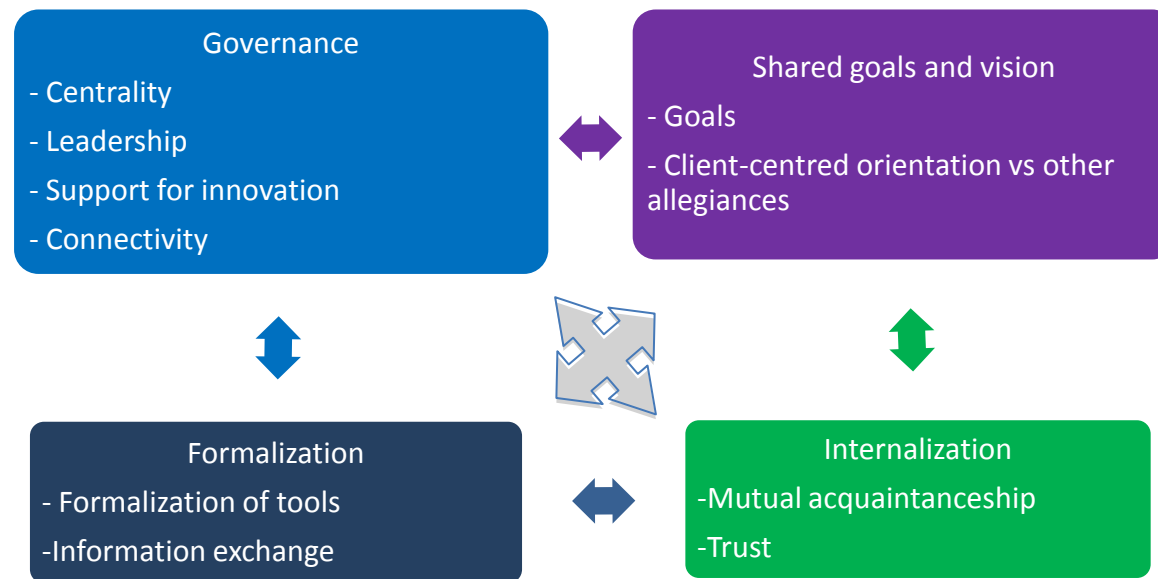 Governance
- Centrality
- Leadership
- Support for innovation
- Connectivity
Shared goals and vision
- Goals
- Client-centred orientation vs other
allegiances
Formalization
- Formalization of tools
-Information exchange
Internalization
-Mutual acquaintanceship
-Trust